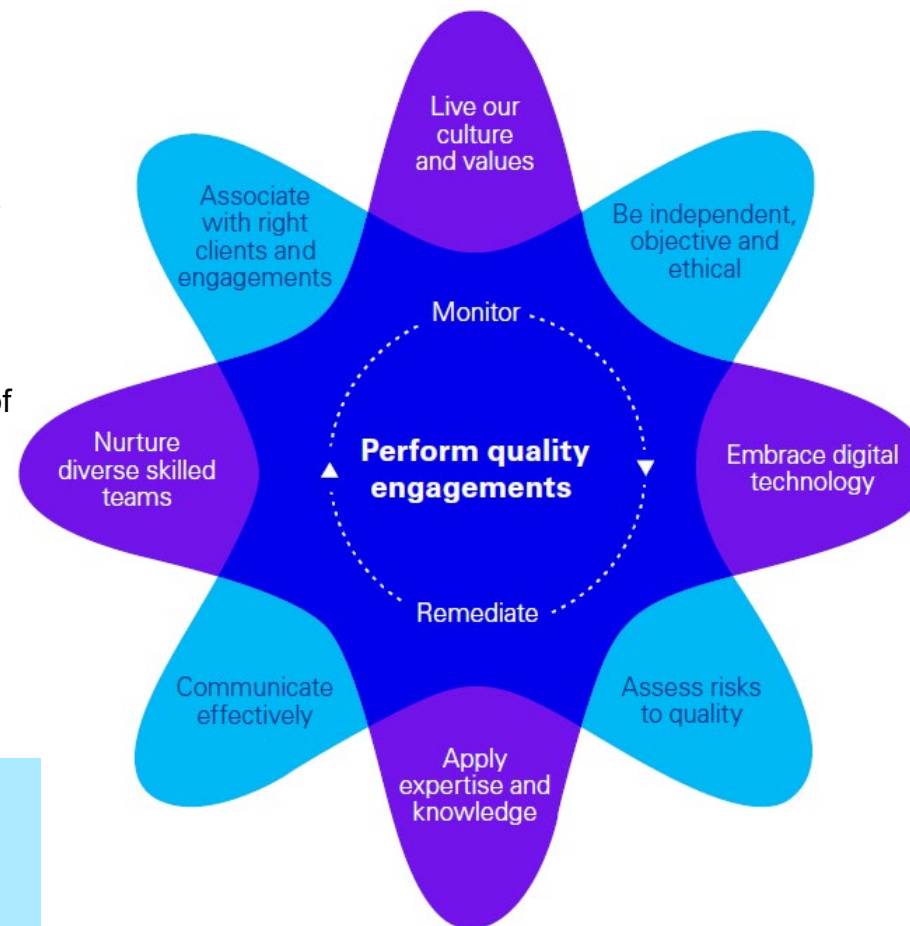 Live our
culture
and values
Associate
with right
clients and
engagements
Be independent,
objective and
ethical
Monitor
of
Nurture
diverse skilled
teams
Perform quality
engagements
Embrace digital
technology
Remediate
Communicate
effectively
Assess risks
to quality
Apply
expertise and
knowledge